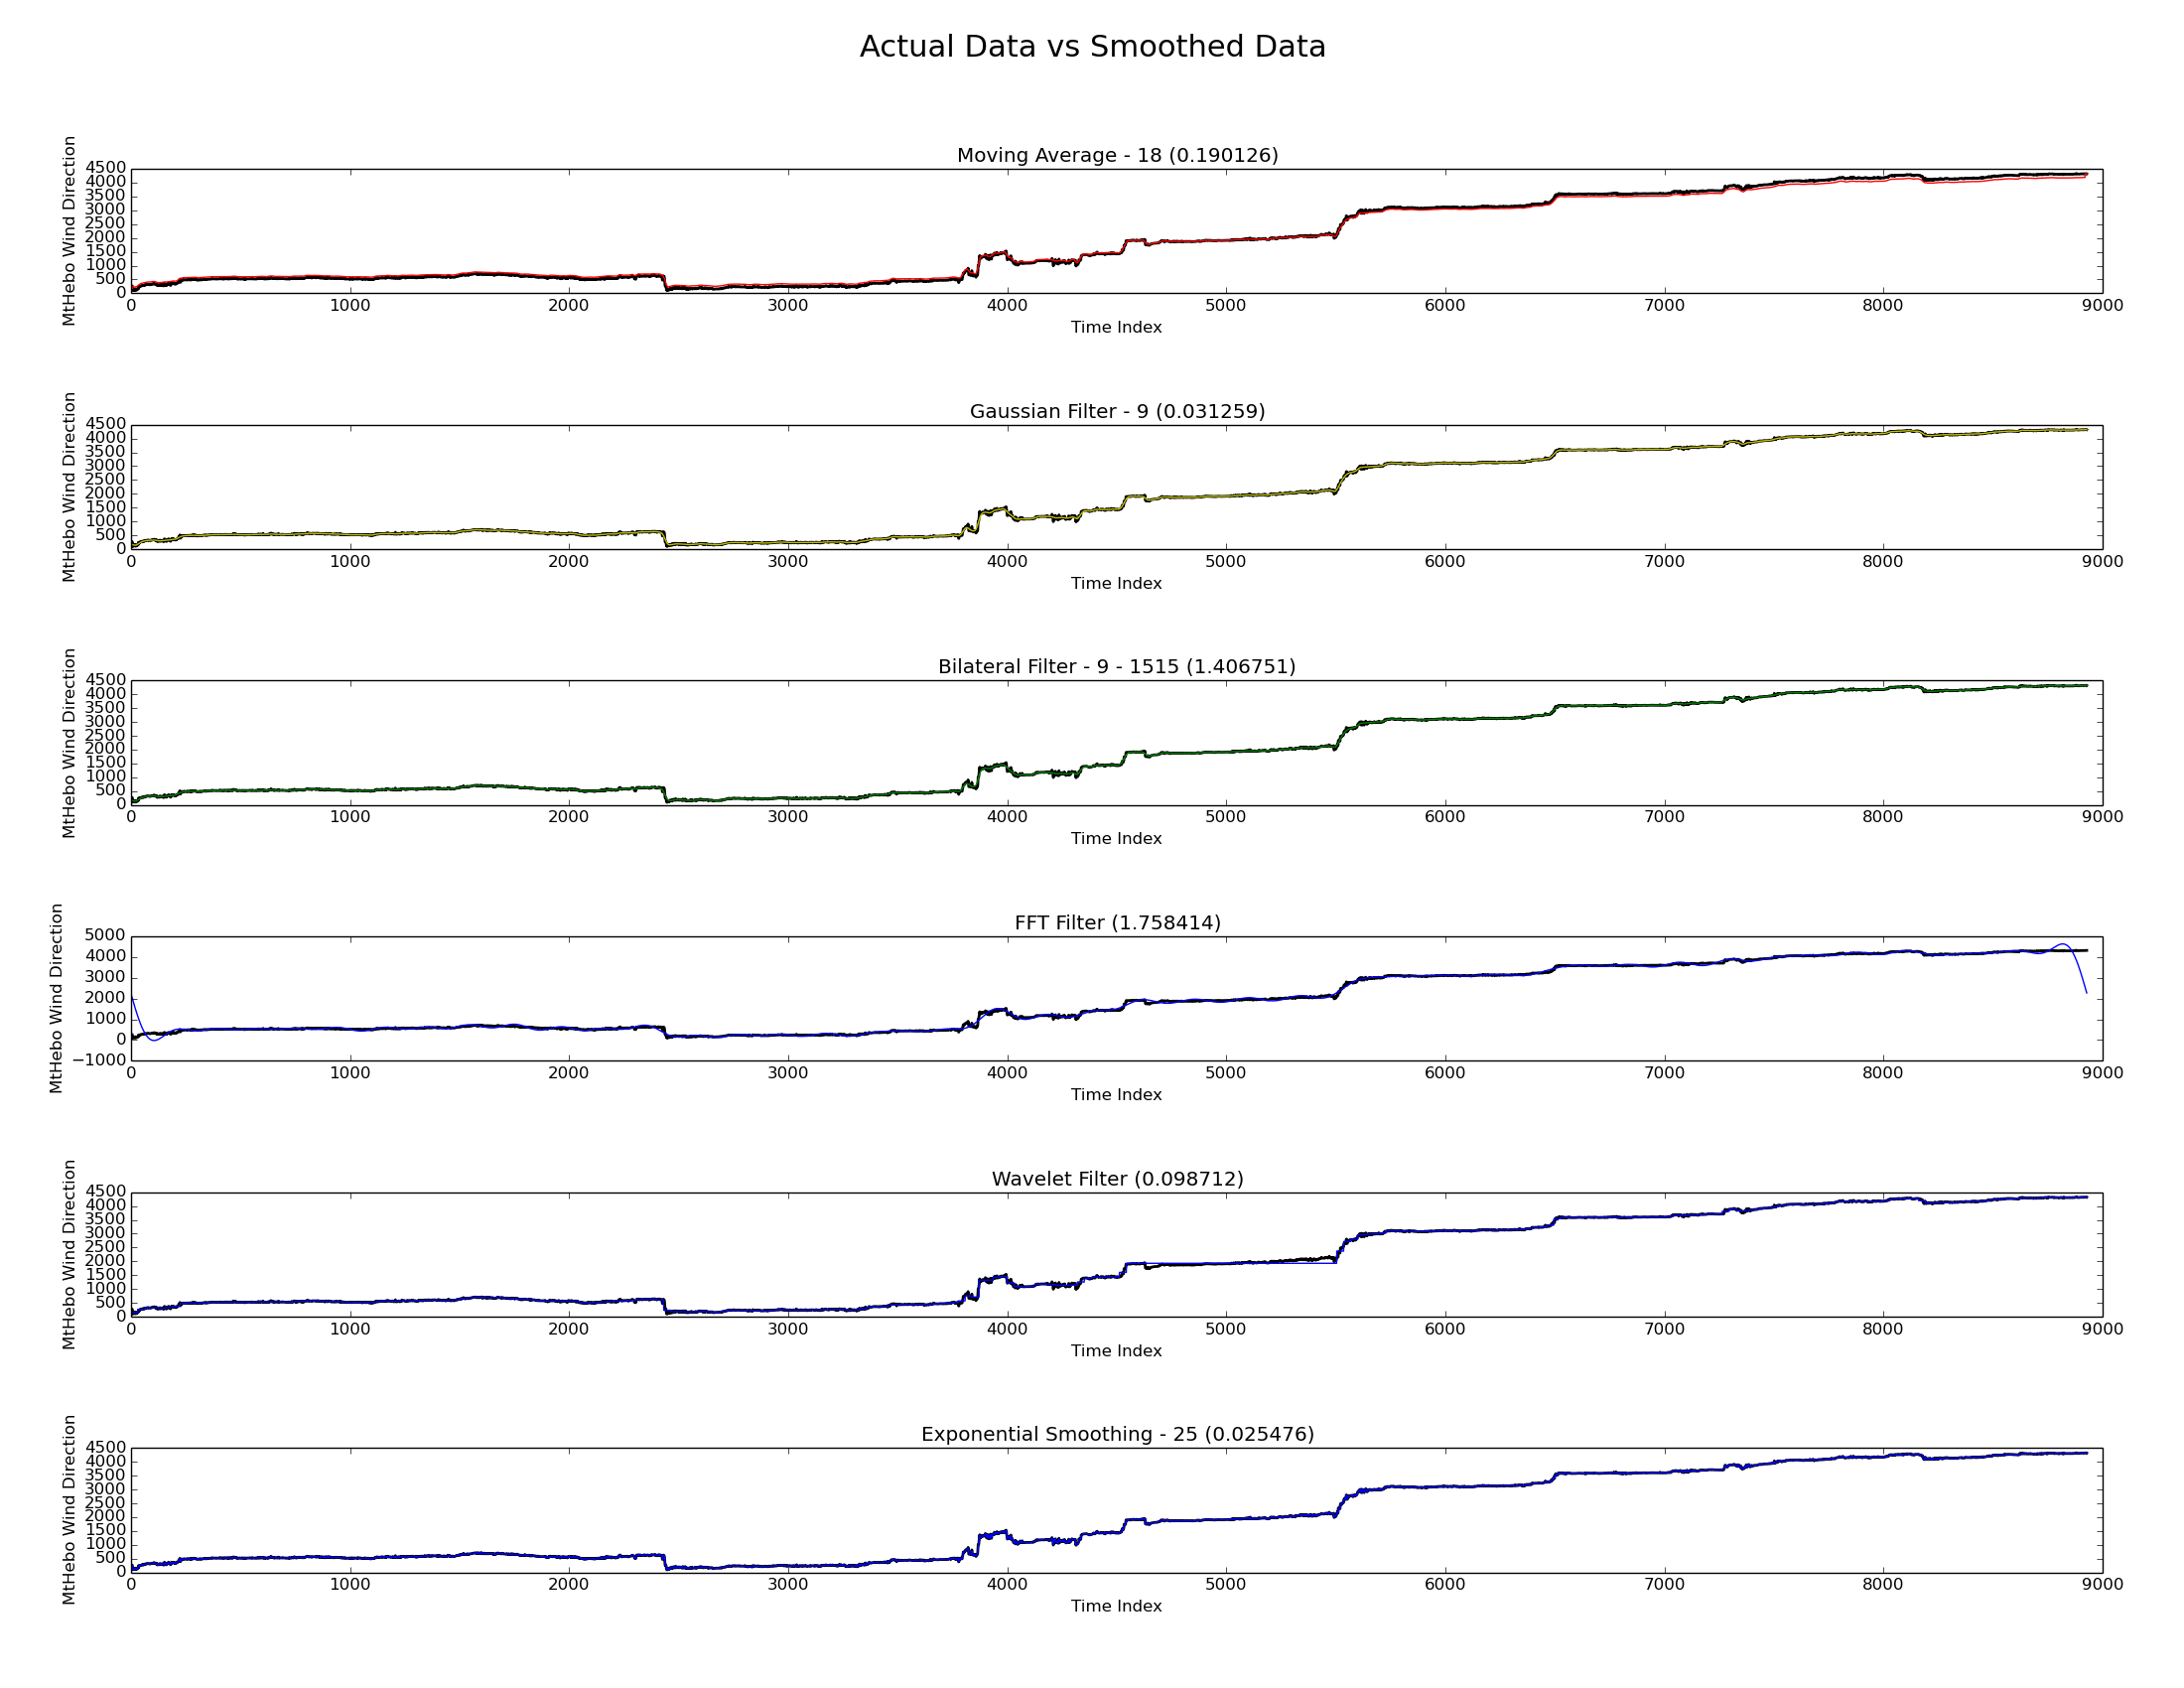 Actual Data vs Smoothed Data
Moving Average - 18 (0.190126)
MtHebo Wind Direction
4500
4000
3500
3000
2500
2000
1500
1000
500
0
0 1000 2000 3000 4000 5000 6000 7000 8000 9000
Time Index
Gaussian Filter - 9 (0.031259)
MtHebo Wind Direction
4500
4000
3500
3000
2500
2000
1500
1000
500
0
0 1000 2000 3000 4000 5000 6000 7000 8000 9000
Time Index
Bilateral Filter - 9 - 1515 (1.406751)
MtHebo Wind Direction
4500
4000
3500
3000
2500
2000
1500
1000
500
0
0 1000 2000 3000 4000 5000 6000 7000 8000 9000
Time Index
FFT Filter (1.758414)
MtHebo Wind Direction
5000
4000
3000
2000
1000
0
−1000
0 1000 2000 3000 4000 5000 6000 7000 8000 9000
Time Index
Wavelet Filter (0.098712)
MtHebo Wind Direction
4500
4000
3500
3000
2500
2000
1500
1000
500
0
0 1000 2000 3000 4000 5000 6000 7000 8000 9000
Time Index
Exponential Smoothing - 25 (0.025476)
MtHebo Wind Direction
4500
4000
3500
3000
2500
2000
1500
1000
500
0
0 1000 2000 3000 4000 5000 6000 7000 8000 9000
Time Index